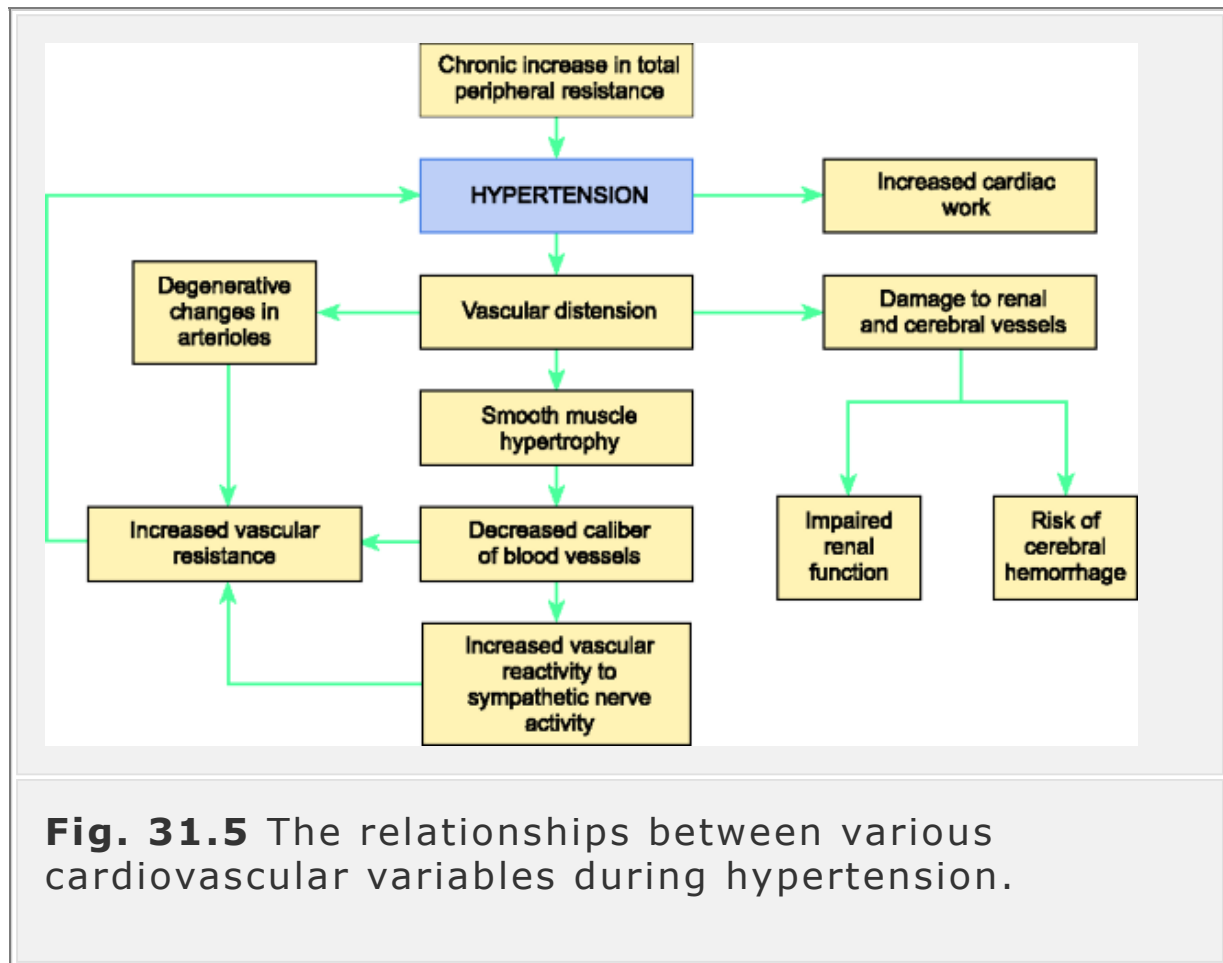 Chronic increase in total
peripheral resistance
HYPERTENSION
Increased cardiac
work
Degenerative
changes in
arterioles
Vascular distension
Damage to renal
and cerebral vessels
Smooth muscle
hypertrophy
Increased vascular
resistance
Decreased caliber
of blood vessels
Impaired
renal
function
Risk of
cerebral
hemorrhage
Increased vascular
reactivity to
sympathetic nerve
activity
Fig. 31.5 The relationships between various
cardiovascular variables during hypertension.